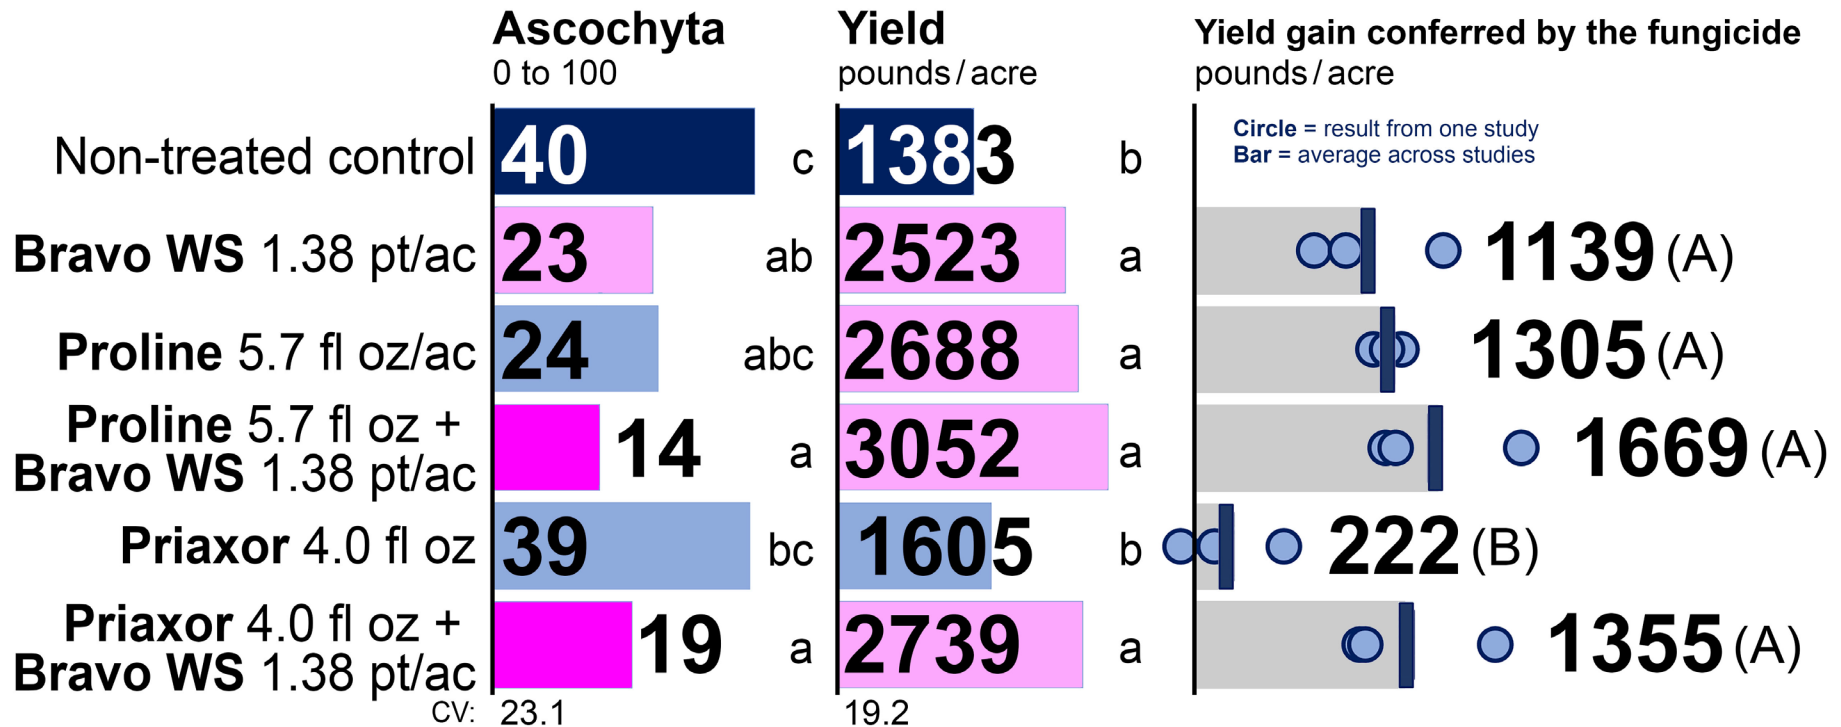 Ascochyta
0 to 100
Yield
pounds/acre
Yield gain conferred by the fungicide
pounds/acre
Circle = result from one study
Bar = average across studies
Non-treated control 40 c 1383 b
Bravo WS 1.38 pt/ac 23 ab 2523 a 1139 (A)
Proline 5.7 fl oz/ac 24 abc 2688 a 1305 (A)
Proline 5.7 fl oz +
Bravo WS 1.38 pt/ac 14 a 3052 a 1669 (A)
Priaxor 4.0 fl oz 39 bc 1605 b 222 (B)
Priaxor 4.0 fl oz +
Bravo WS 1.38 pt/ac 19 a 2739 a 1355 (A)
CV: 23.1 19.2